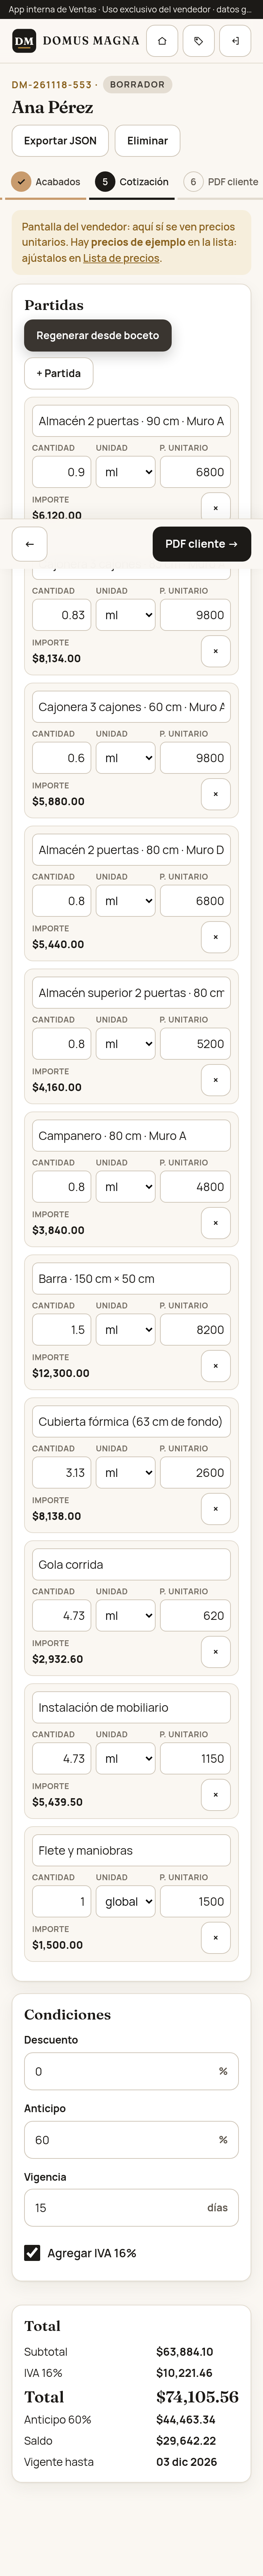 App interna de Ventas · Uso exclusivo del vendedor · datos g…
DM DOMUS MAGNA
DM-261118-553 · BORRADOR
Ana Pérez
Exportar JSON Eliminar
✓ Acabados 5 Cotización 6 PDF cliente
Pantalla del vendedor: aquí sí se ven precios
unitarios. Hay precios de ejemplo en la lista:
ajústalos en Lista de precios.
Partidas
Regenerar desde boceto
+ Partida
Almacén 2 puertas · 90 cm · Muro A
CANTIDAD UNIDAD P. UNITARIO
0.9 ml 6800
IMPORTE
$6,120.00 ×
← PDF cliente →
CANTIDAD UNIDAD P. UNITARIO
0.83 ml 9800
IMPORTE
$8,134.00 ×
Cajonera 3 cajones · 60 cm · Muro A
CANTIDAD UNIDAD P. UNITARIO
0.6 ml 9800
IMPORTE
$5,880.00 ×
Almacén 2 puertas · 80 cm · Muro D
CANTIDAD UNIDAD P. UNITARIO
0.8 ml 6800
IMPORTE
$5,440.00 ×
Almacén superior 2 puertas · 80 cm
CANTIDAD UNIDAD P. UNITARIO
0.8 ml 5200
IMPORTE
$4,160.00 ×
Campanero · 80 cm · Muro A
CANTIDAD UNIDAD P. UNITARIO
0.8 ml 4800
IMPORTE
$3,840.00 ×
Barra · 150 cm × 50 cm
CANTIDAD UNIDAD P. UNITARIO
1.5 ml 8200
IMPORTE
$12,300.00 ×
Cubierta fórmica (63 cm de fondo)
CANTIDAD UNIDAD P. UNITARIO
3.13 ml 2600
IMPORTE
$8,138.00 ×
Gola corrida
CANTIDAD UNIDAD P. UNITARIO
4.73 ml 620
IMPORTE
$2,932.60 ×
Instalación de mobiliario
CANTIDAD UNIDAD P. UNITARIO
4.73 ml 1150
IMPORTE
$5,439.50 ×
Flete y maniobras
CANTIDAD UNIDAD P. UNITARIO
1 global 1500
IMPORTE
$1,500.00 ×
Condiciones
Descuento
0 %
Anticipo
60 %
Vigencia
15 días
Agregar IVA 16%
Total
Subtotal $63,884.10
IVA 16% $10,221.46
Total $74,105.56
Anticipo 60% $44,463.34
Saldo $29,642.22
Vigente hasta 03 dic 2026